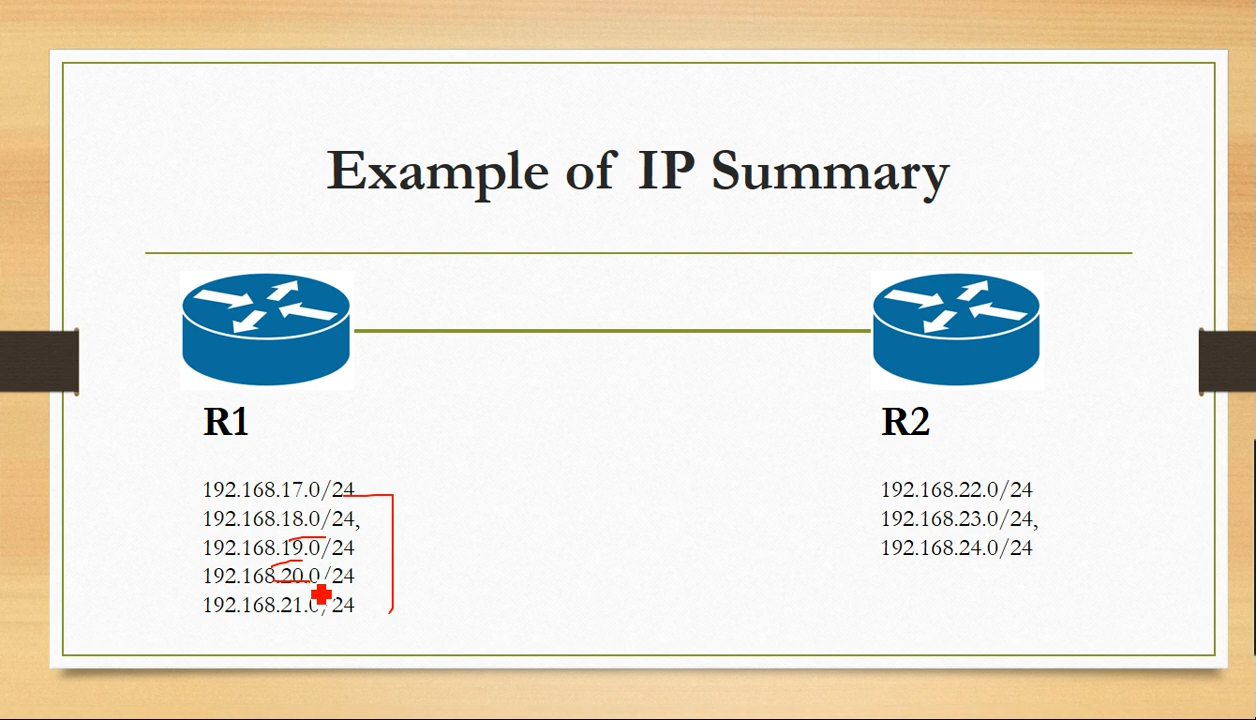 Example of IP Summary
R1
192.168.17.0/24
192.168.18.0/24,
192.168.19.0/24
192.168.20.0/24
192.168.21.0/24
R2
192.168.22.0/24
192.168.23.0/24,
192.168.24.0/24